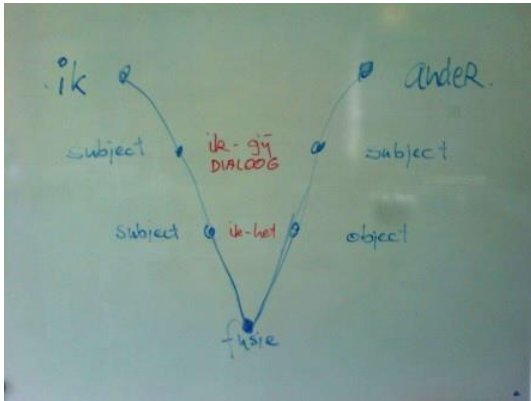 ik ander.
subject ik-gij subject
DIALOOG
subject ik-het object
fusie